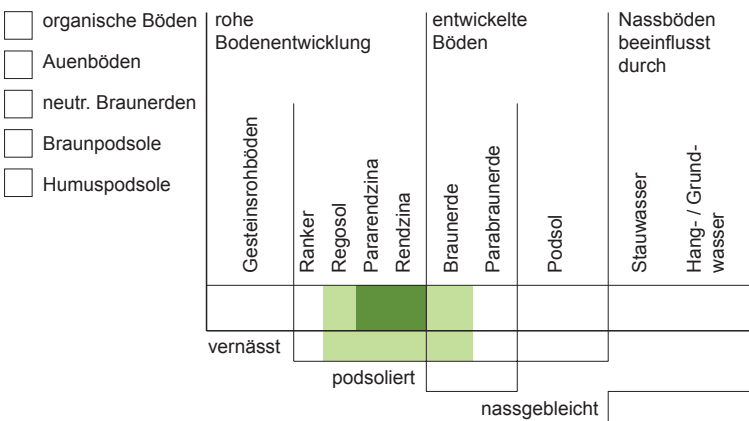 organische Böden
Auenböden
neutr. Braunerden
Braunpodsole
Humuspodsole
rohe
Bodenentwicklung
entwickelte
Böden
Nassböden
beeinflusst
durch
Gesteinsrohböden
Ranker
Regosol
Pararendzina
Rendzina
Braunerde
Parabraunerde
Podsol
Stauwasser
Hang- / Grund-
wasser
vernässt
podsoliert
nassgebleicht